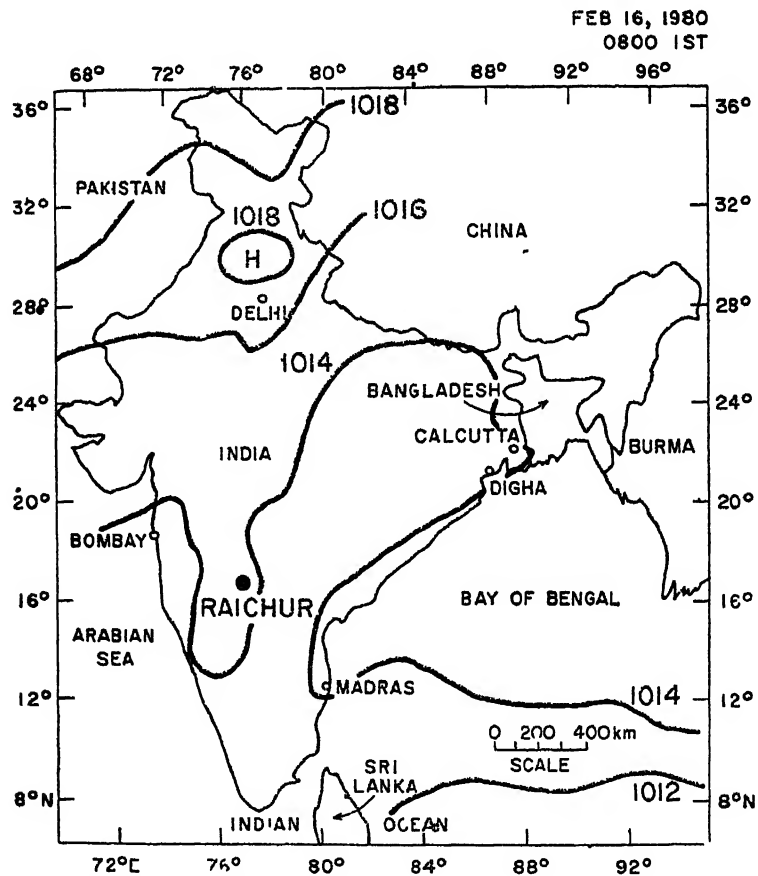 FEB 16, 1980
0800 IST
68° 72° 76° 80° 84° 88° 92° 96°
36° 36°
1018
PAKISTAN
32° 32°
1018 1016
CHINA
H
28° 28°
DELHI
1014
BANGLADESH
24° 24°
CALCUTTA
INDIA BURMA
DIGHA
20° 20°
BOMBAY
RAICHUR
16° BAY OF BENGAL 16°
ARABIAN
SEA
MADRAS
12° 1014 12°
0 200 400km
SCALE
SRI
LANKA
1012
8°N 8°N
INDIAN OCEAN
72°E 76° 80° 84° 88° 92°